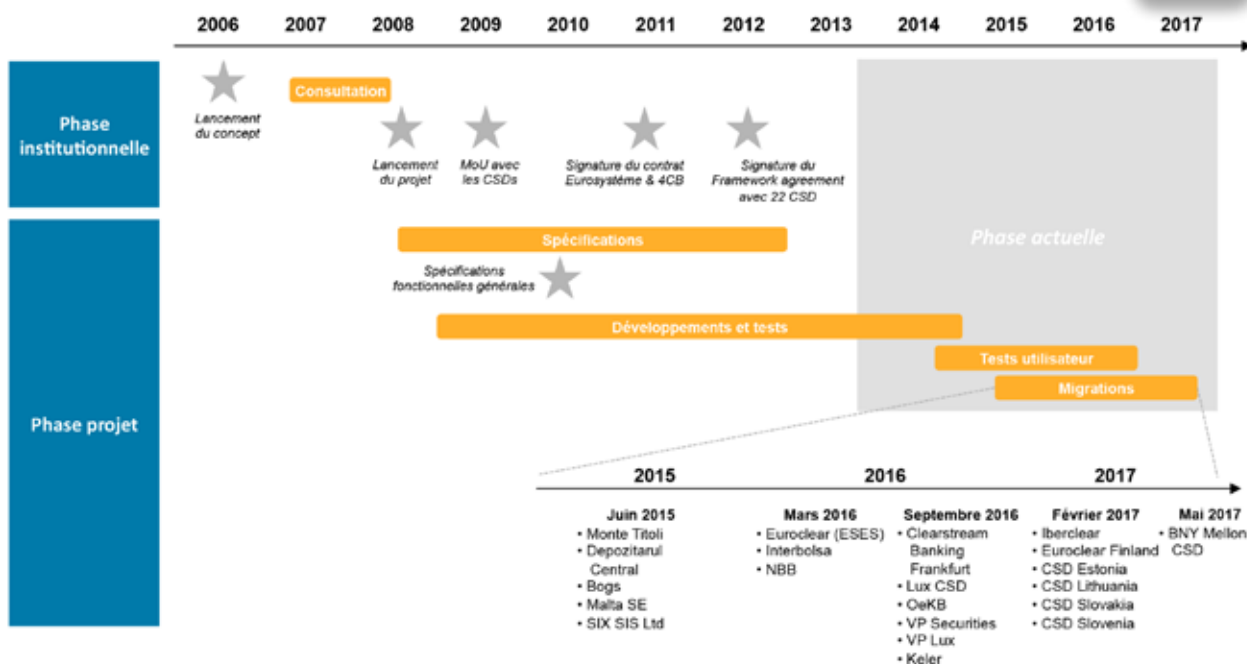 2006 2007 2008 2009 2010 2011 2012 2013 2014 2015 2016 2017
Phase
institutionnelle
Consultation
Lancement
du concept
Lancement
du projet
MoU avec
les CSDs
Signature du contrat
Eurosystème & 4CB
Signature du
Framework agreement
avec 22 CSD
Phase projet
Spécifications
Phase actuelle
Spécifications
fonctionnelles générales
Développements et tests
Tests utilisateur
Migrations
2015 2016 2017
Juin 2015
• Monte Titoli
• Depozitarul
Central
• Bogs
• Malta SE
• SIX SIS Ltd
Mars 2016
• Euroclear (ESES)
• Interbolsa
• NBB
Septembre 2016
• Clearstream
Banking
Frankfurt
• Lux CSD
• OeKB
• VP Securities
• VP Lux
• Keler
Février 2017
• Iberclear
• Euroclear Finland
• CSD Estonia
• CSD Lithuania
• CSD Slovakia
• CSD Slovenia
Mai 2017
• BNY Mellon
CSD